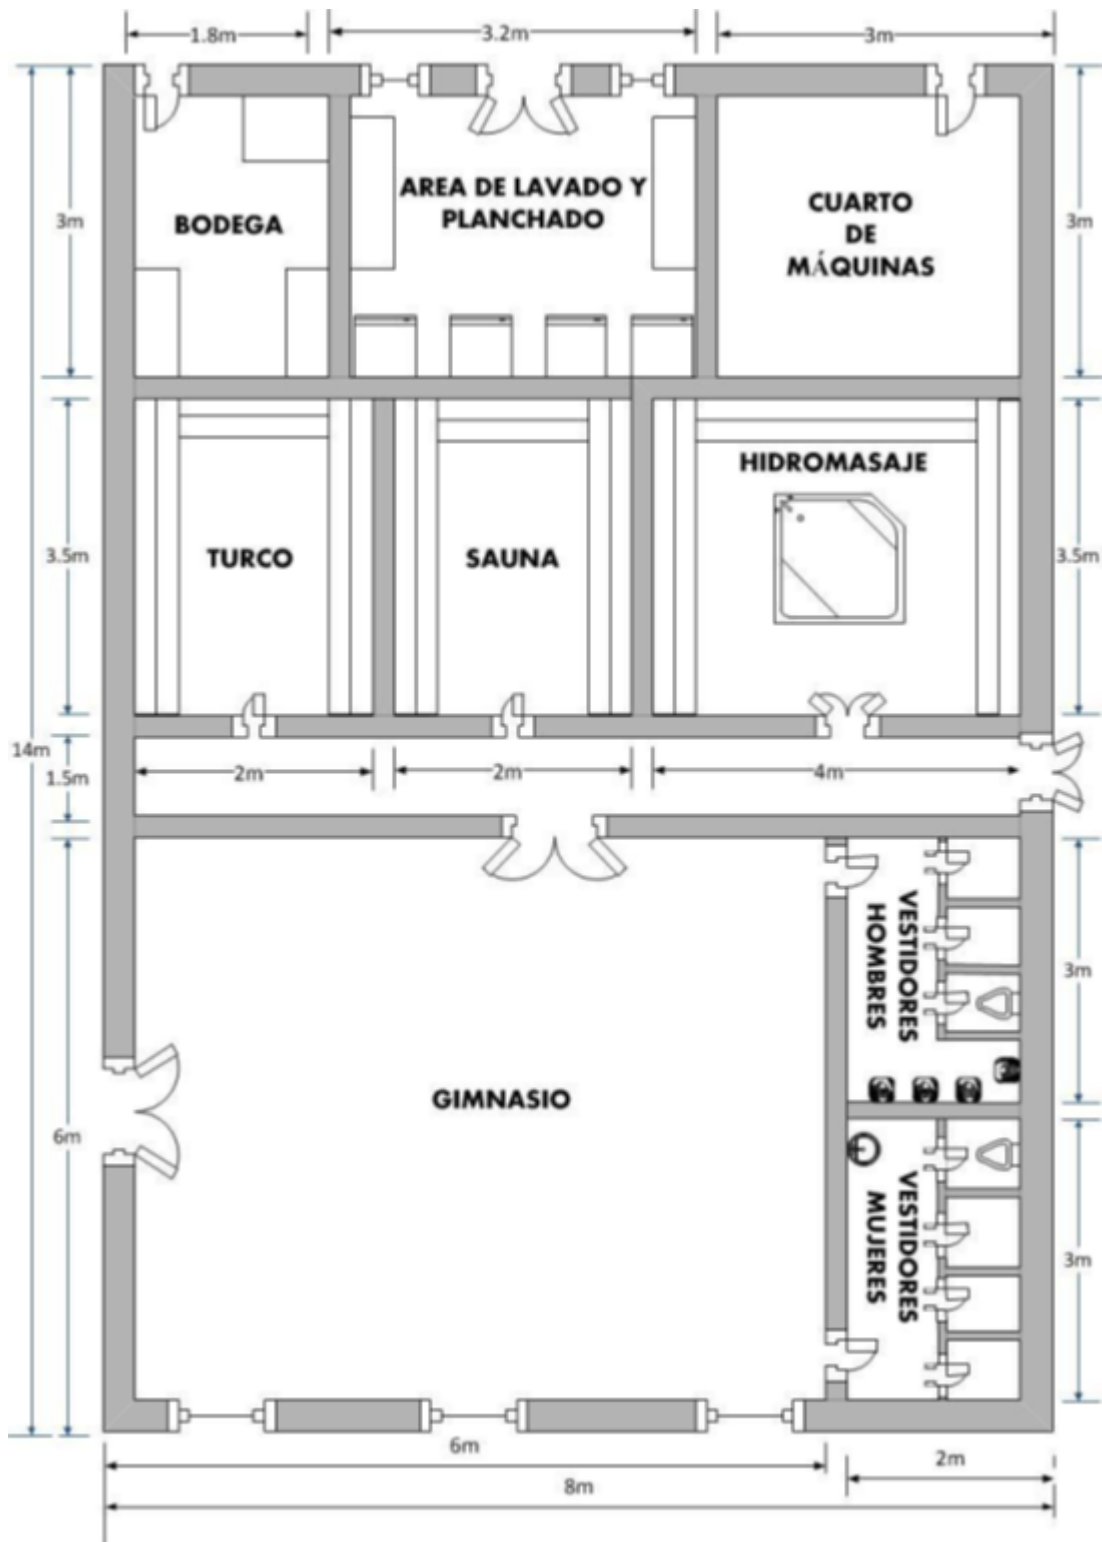 1.8m
3.2m
3m
3m
BODEGA
AREA DE LAVADO Y
PLANCHADO
CUARTO
DE
MÁQUINAS
3m
3.5m
TURCO
SAUNA
HIDROMASAJE
3.5m
14m
1.5m
2m
2m
4m
6m
GIMNASIO
VESTIDORES
HOMBRES
3m
VESTIDORES
MUJERES
3m
6m
2m
8m